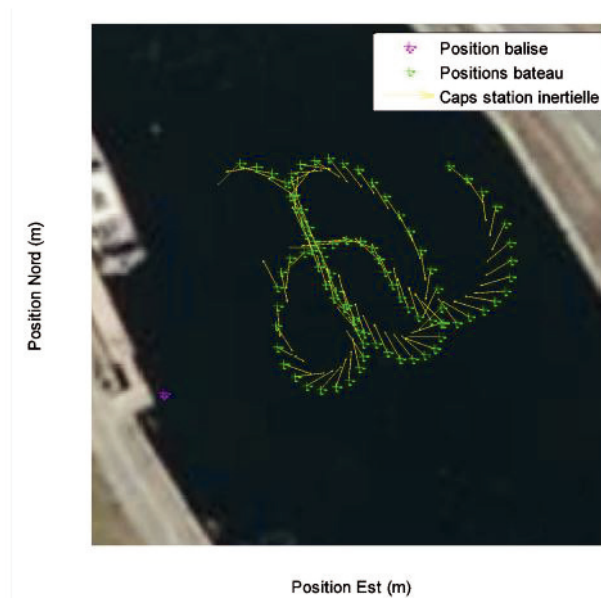 Position balise
Positions bateau
Caps station inertielle
Position Nord (m)
Position Est (m)